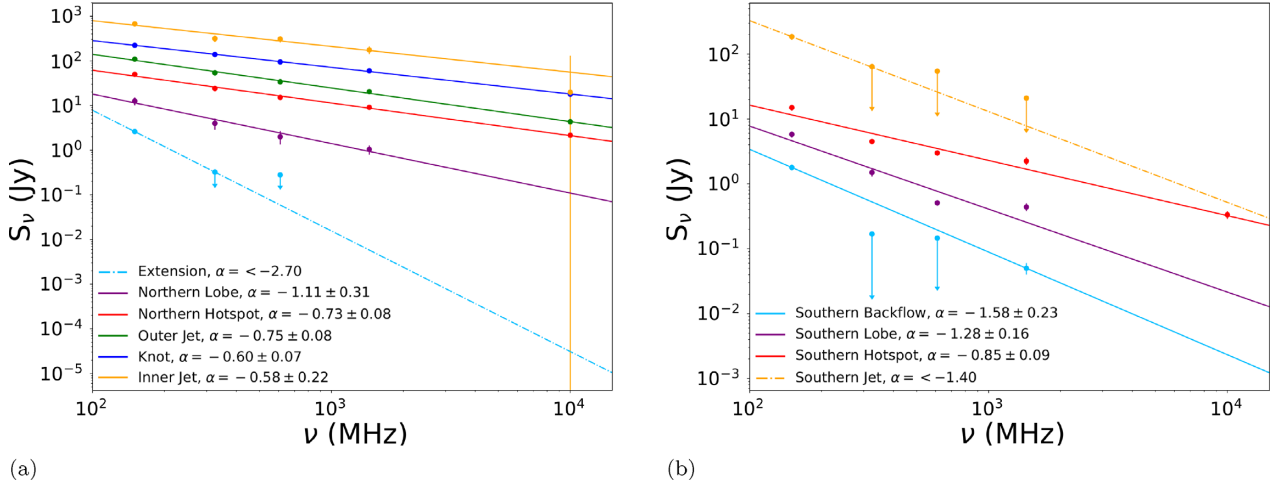 10³
10²
10¹
10⁰
10⁻¹
10⁻²
10⁻³
10⁻⁴
10⁻⁵
S_ν (Jy)
Extension, α = < −2.70
Northern Lobe, α = −1.11 ± 0.31
Northern Hotspot, α = −0.73 ± 0.08
Outer Jet, α = −0.75 ± 0.08
Knot, α = −0.60 ± 0.07
Inner Jet, α = −0.58 ± 0.22
10² 10³ 10⁴
ν (MHz)
(a)
10²
10¹
10⁰
10⁻¹
10⁻²
10⁻³
S_ν (Jy)
Southern Backflow, α = −1.58 ± 0.23
Southern Lobe, α = −1.28 ± 0.16
Southern Hotspot, α = −0.85 ± 0.09
Southern Jet, α = < −1.40
10² 10³ 10⁴
ν (MHz)
(b)